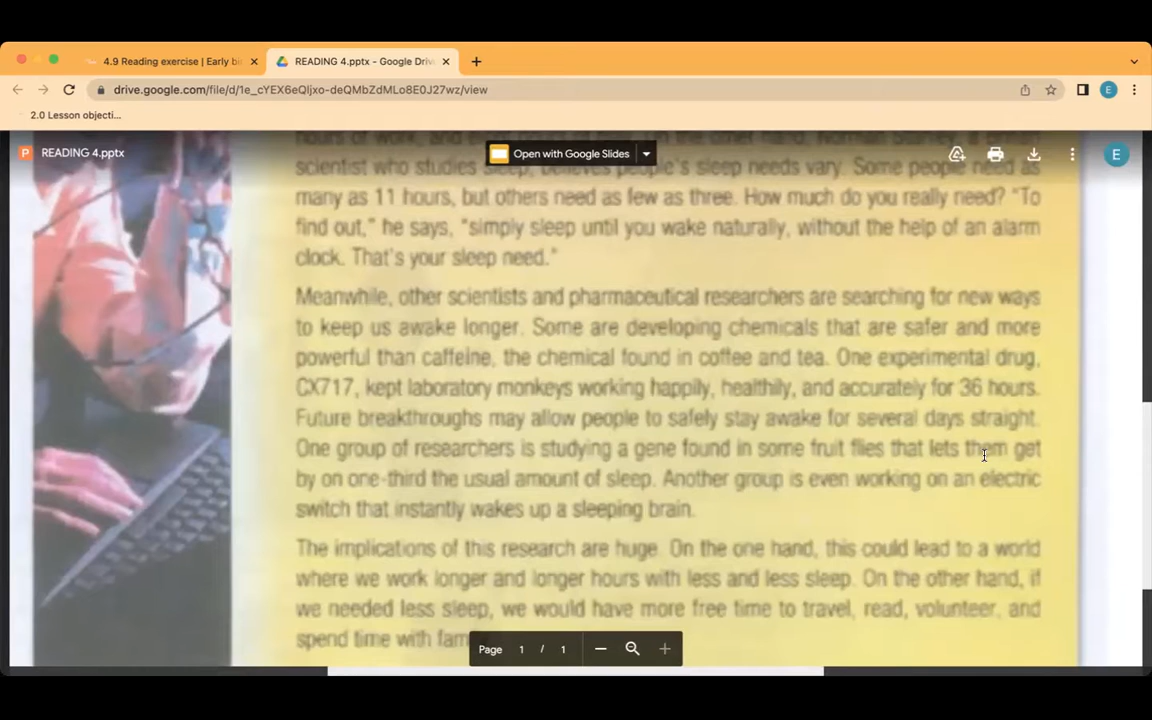 4.9 Reading exercise | Early be
READING 4.pptx - Google Driv
drive.google.com/file/d/1e_cYEX6eQljxo-deQMbZdMLo8E0J27wz/view
2.0 Lesson objecti...
READING 4.pptx
Open with Google Slides
E
E
scientist who studies sleep, believes people's sleep needs vary. Some people need as
many as 11 hours, but others need as few as three. How much do you really need? “To
find out,” he says, “simply sleep until you wake naturally, without the help of an alarm
clock. That's your sleep need.”
Meanwhile, other scientists and pharmaceutical researchers are searching for new ways
to keep us awake longer. Some are developing chemicals that are safer and more
powerful than caffeine, the chemical found in coffee and tea. One experimental drug,
CX717, kept laboratory monkeys working happily, healthily, and accurately for 36 hours.
Future breakthroughs may allow people to safely stay awake for several days straight.
One group of researchers is studying a gene found in some fruit flies that lets them get
by on one-third the usual amount of sleep. Another group is even working on an electric
switch that instantly wakes up a sleeping brain.
The implications of this research are huge. On the one hand, this could lead to a world
where we work longer and longer hours with less and less sleep. On the other hand, if
we needed less sleep, we would have more free time to travel, read, volunteer, and
spend time with fam
Page 1 / 1